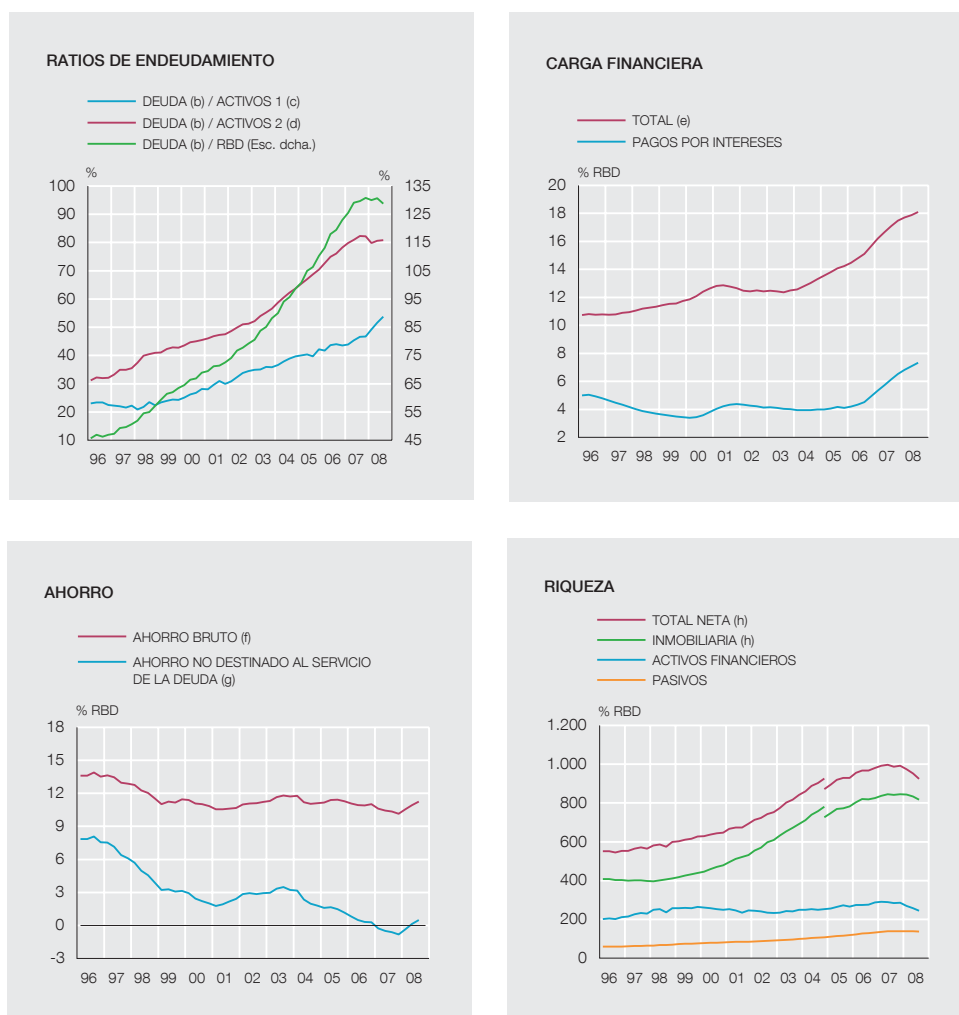 RATIOS DE ENDEUDAMIENTO
DEUDA (b) / ACTIVOS 1 (c)
DEUDA (b) / ACTIVOS 2 (d)
DEUDA (b) / RBD (Esc. dcha.)
% %
100 135
90 125
80 115
70 105
60 95
50 85
40 75
30 65
20 55
10 45
96 97 98 99 00 01 02 03 04 05 06 07 08
CARGA FINANCIERA
TOTAL (e)
PAGOS POR INTERESES
% RBD
20
18
16
14
12
10
8
6
4
2
96 97 98 99 00 01 02 03 04 05 06 07 08
AHORRO
AHORRO BRUTO (f)
AHORRO NO DESTINADO AL SERVICIO
DE LA DEUDA (g)
% RBD
18
15
12
9
6
3
0
-3
96 97 98 99 00 01 02 03 04 05 06 07 08
RIQUEZA
TOTAL NETA (h)
INMOBILIARIA (h)
ACTIVOS FINANCIEROS
PASIVOS
% RBD
1.200
1.000
800
600
400
200
0
96 97 98 99 00 01 02 03 04 05 06 07 08